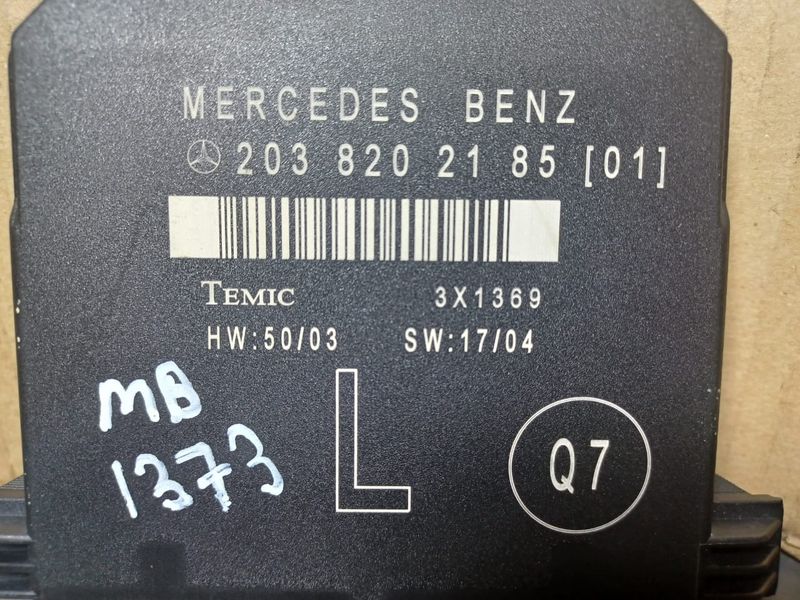 MERCEDES BENZ
203 820 21 85 [01]
TEMIC 3X1369
HW:50/03 SW:17/04
MB
1373
L
Q7